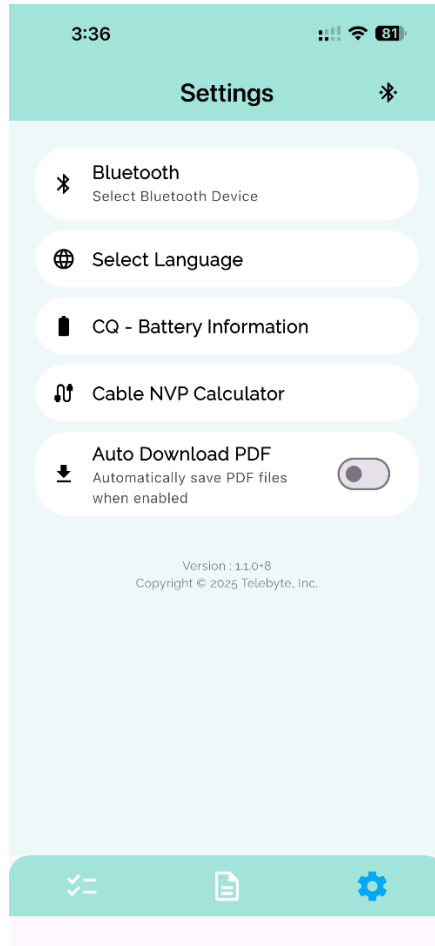 3:36
81
Settings
Bluetooth
Select Bluetooth Device
Select Language
CQ - Battery Information
Cable NVP Calculator
Auto Download PDF
Automatically save PDF files
when enabled
Version : 1.1.0+8
Copyright © 2025 Telebyte, Inc.